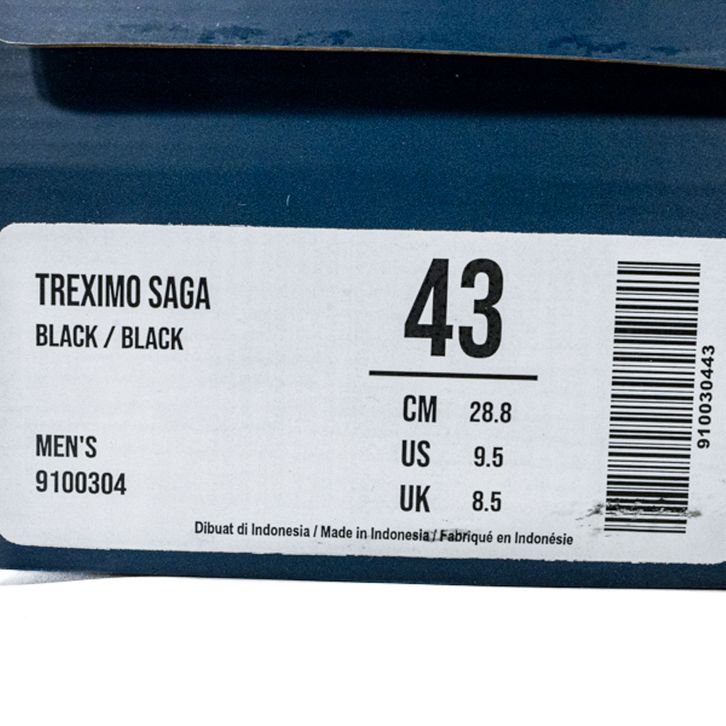 TREXIMO SAGA
BLACK / BLACK
MEN'S
9100304
43
CM 28.8
US 9.5
UK 8.5
Dibuat di Indonesia / Made in Indonesia / Fabriqué en Indonésie
910030443